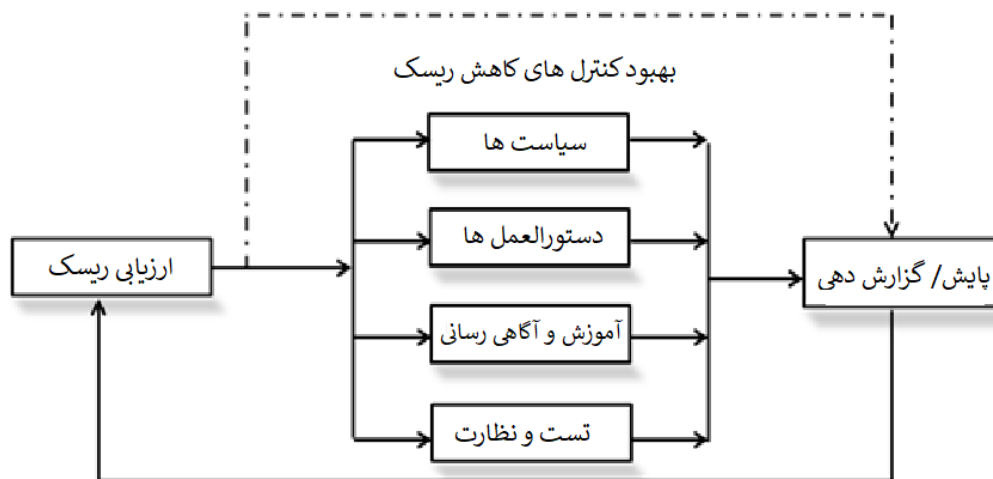 بهبود کنترل های کاهش ریسک
سیاست ها
دستورالعمل ها
ارزیابی ریسک
پایش/ گزارش دهی
آموزش و آگاهی رسانی
تست و نظارت